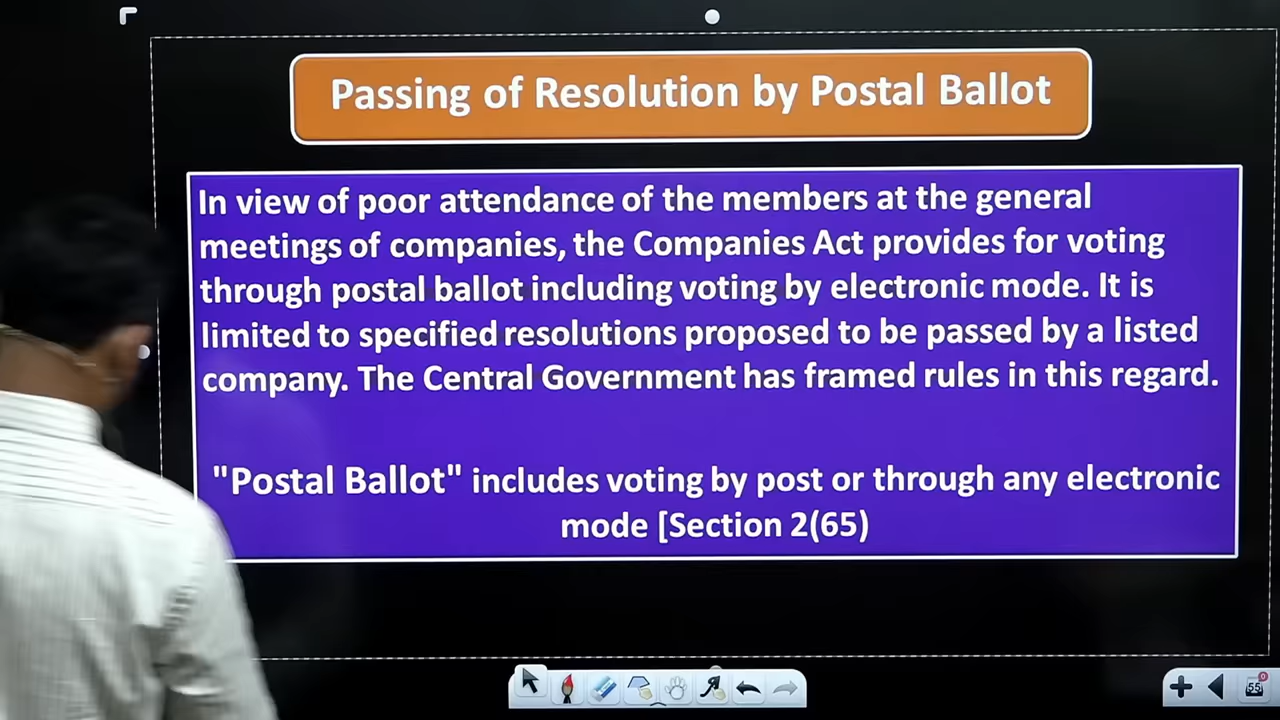 Passing of Resolution by Postal Ballot
In view of poor attendance of the members at the general
meetings of companies, the Companies Act provides for voting
through postal ballot including voting by electronic mode. It is
limited to specified resolutions proposed to be passed by a listed
company. The Central Government has framed rules in this regard.
"Postal Ballot" includes voting by post or through any electronic
mode [Section 2(65)
55
0